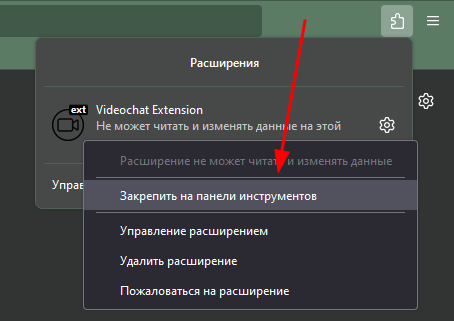 Расширения
ext
Videochat Extension
Не может читать и изменять данные на этой
Расширение не может читать и изменять данные
Управ
Закрепить на панели инструментов
Управление расширением
Удалить расширение
Пожаловаться на расширение